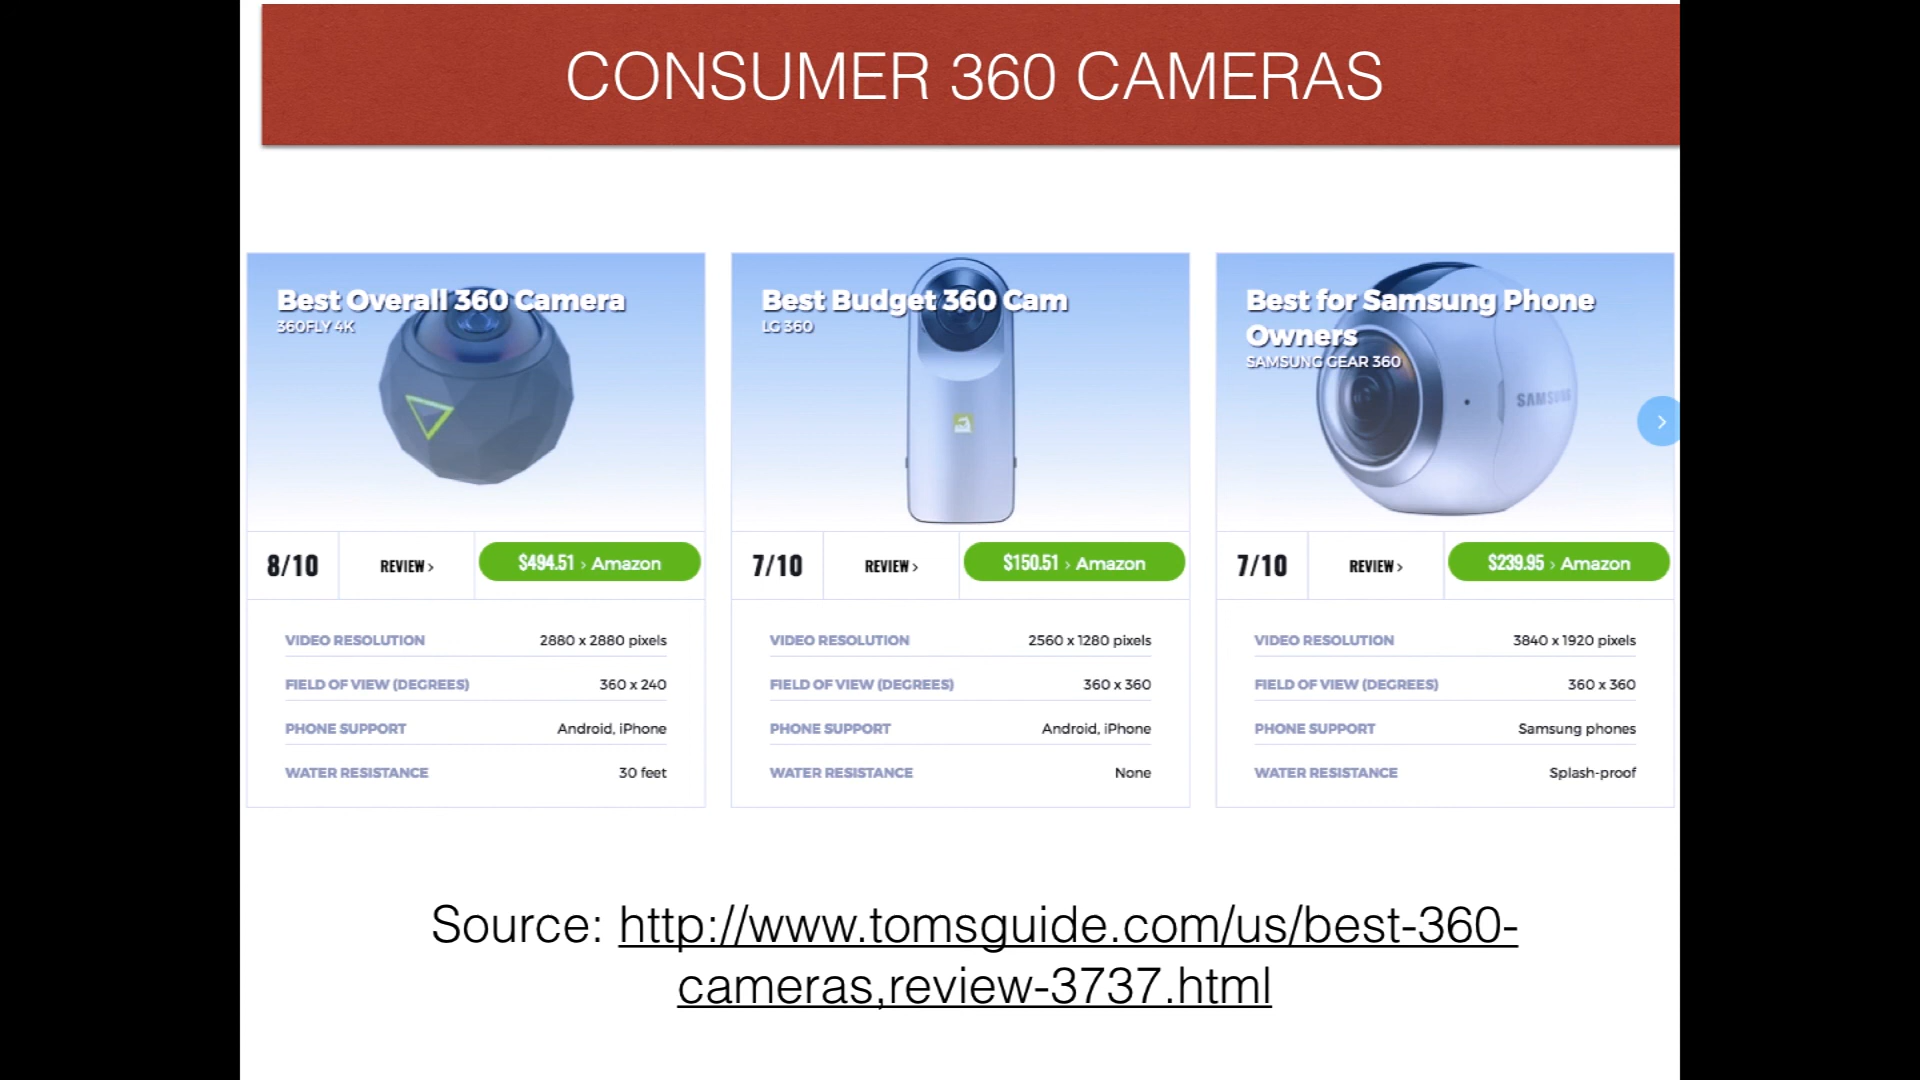 CONSUMER 360 CAMERAS
Best Overall 360 Camera
360FLY 4K
8/10
REVIEW >
$494.51 > Amazon
VIDEO RESOLUTION 2880 x 2880 pixels
FIELD OF VIEW (DEGREES) 360 x 240
PHONE SUPPORT Android, iPhone
WATER RESISTANCE 30 feet
Best Budget 360 Cam
LG 360
7/10
REVIEW >
$150.51 > Amazon
VIDEO RESOLUTION 2560 x 1280 pixels
FIELD OF VIEW (DEGREES) 360 x 360
PHONE SUPPORT Android, iPhone
WATER RESISTANCE None
Best for Samsung Phone
Owners
SAMSUNG GEAR 360
SAMSUNG
7/10
REVIEW >
$239.95 > Amazon
VIDEO RESOLUTION 3840 x 1920 pixels
FIELD OF VIEW (DEGREES) 360 x 360
PHONE SUPPORT Samsung phones
WATER RESISTANCE Splash-proof
Source: http://www.tomsguide.com/us/best-360-
cameras,review-3737.html